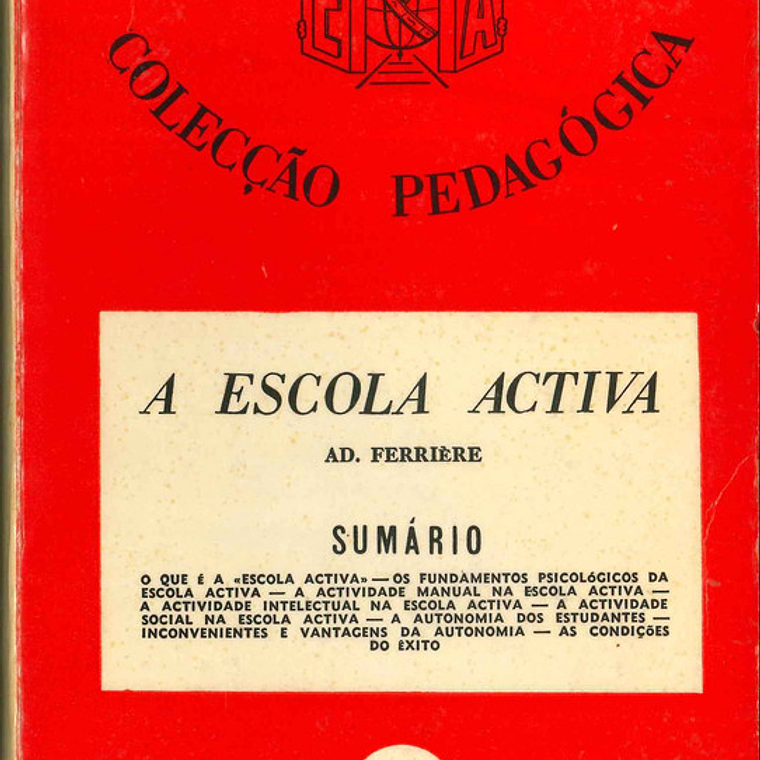 COLECÇÃO PEDAGÓGICA
A ESCOLA ACTIVA
AD. FERRIÈRE
SUMÁRIO
O QUE É A «ESCOLA ACTIVA» — OS FUNDAMENTOS PSICOLÓGICOS DA
ESCOLA ACTIVA — A ACTIVIDADE MANUAL NA ESCOLA ACTIVA —
A ACTIVIDADE INTELECTUAL NA ESCOLA ACTIVA — A ACTIVIDADE
SOCIAL NA ESCOLA ACTIVA — A AUTONOMIA DOS ESTUDANTES —
INCONVENIENTES E VANTAGENS DA AUTONOMIA — AS CONDIÇÕES
DO ÊXITO